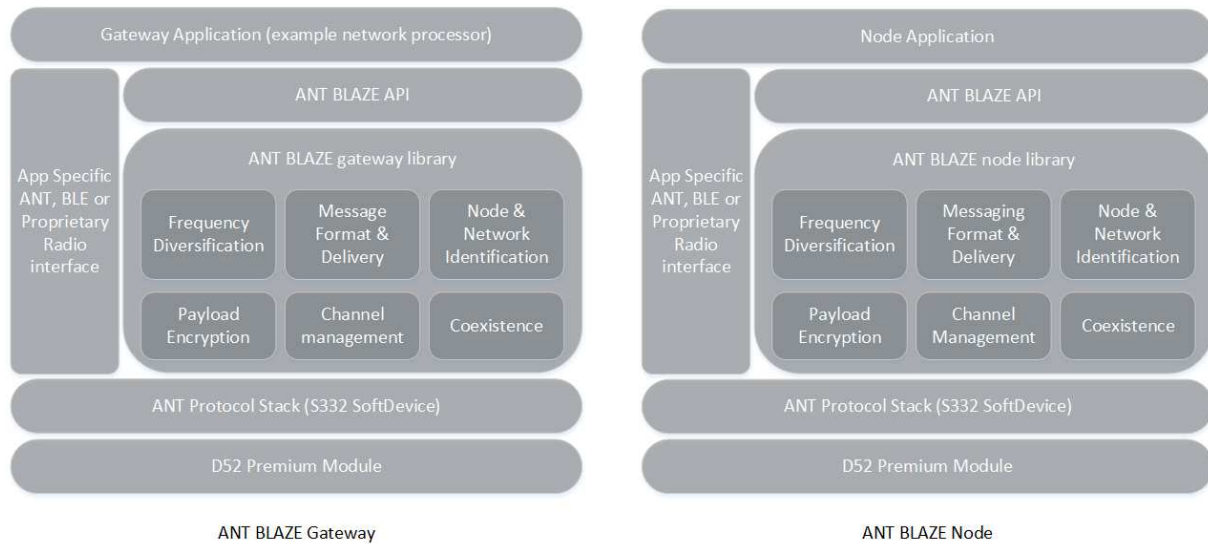 Gateway Application (example network processor)
ANT BLAZE API
App Specific
ANT, BLE or
Proprietary
Radio
interface
ANT BLAZE gateway library
Frequency
Diversification
Message
Format &
Delivery
Node &
Network
Identification
Payload
Encryption
Channel
management
Coexistence
ANT Protocol Stack (S332 SoftDevice)
D52 Premium Module
ANT BLAZE Gateway
Node Application
ANT BLAZE API
App Specific
ANT, BLE or
Proprietary
Radio
interface
ANT BLAZE node library
Frequency
Diversification
Messaging
Format &
Delivery
Node &
Network
Identification
Payload
Encryption
Channel
Management
Coexistence
ANT Protocol Stack (S332 SoftDevice)
D52 Premium Module
ANT BLAZE Node